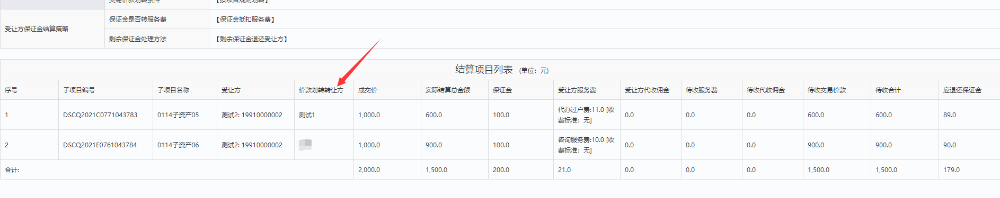 交易价款划转条件 【按项目规则划转】
受让方保证金结算策略 保证金是否转服务费 【保证金抵扣服务费】
剩余保证金处理方法 【剩余保证金退还受让方】
结算项目列表 (单位：元)
序号 子项目编号 子项目名称 受让方 价款划转转让方 成交价 实际结算总金额 保证金 受让方服务费 受让方代收佣金 待收服务费 待收代收佣金 待收交易价款 待收合计 应退还保证金
1 DSCQ2021C0771043783 0114子资产05 测试2: 19910000002 测试1 1,000.0 600.0 100.0 代办过户费:11.0 [收费标准：无] 0.0 0.0 0.0 600.0 600.0 89.0
2 DSCQ2021E0761043784 0114子资产06 测试2: 19910000002 1,000.0 900.0 100.0 咨询服务费:10.0 [收费标准：无] 0.0 0.0 0.0 900.0 900.0 90.0
合计: 2,000.0 1,500.0 200.0 21.0 0.0 0.0 0.0 1,500.0 1,500.0 179.0